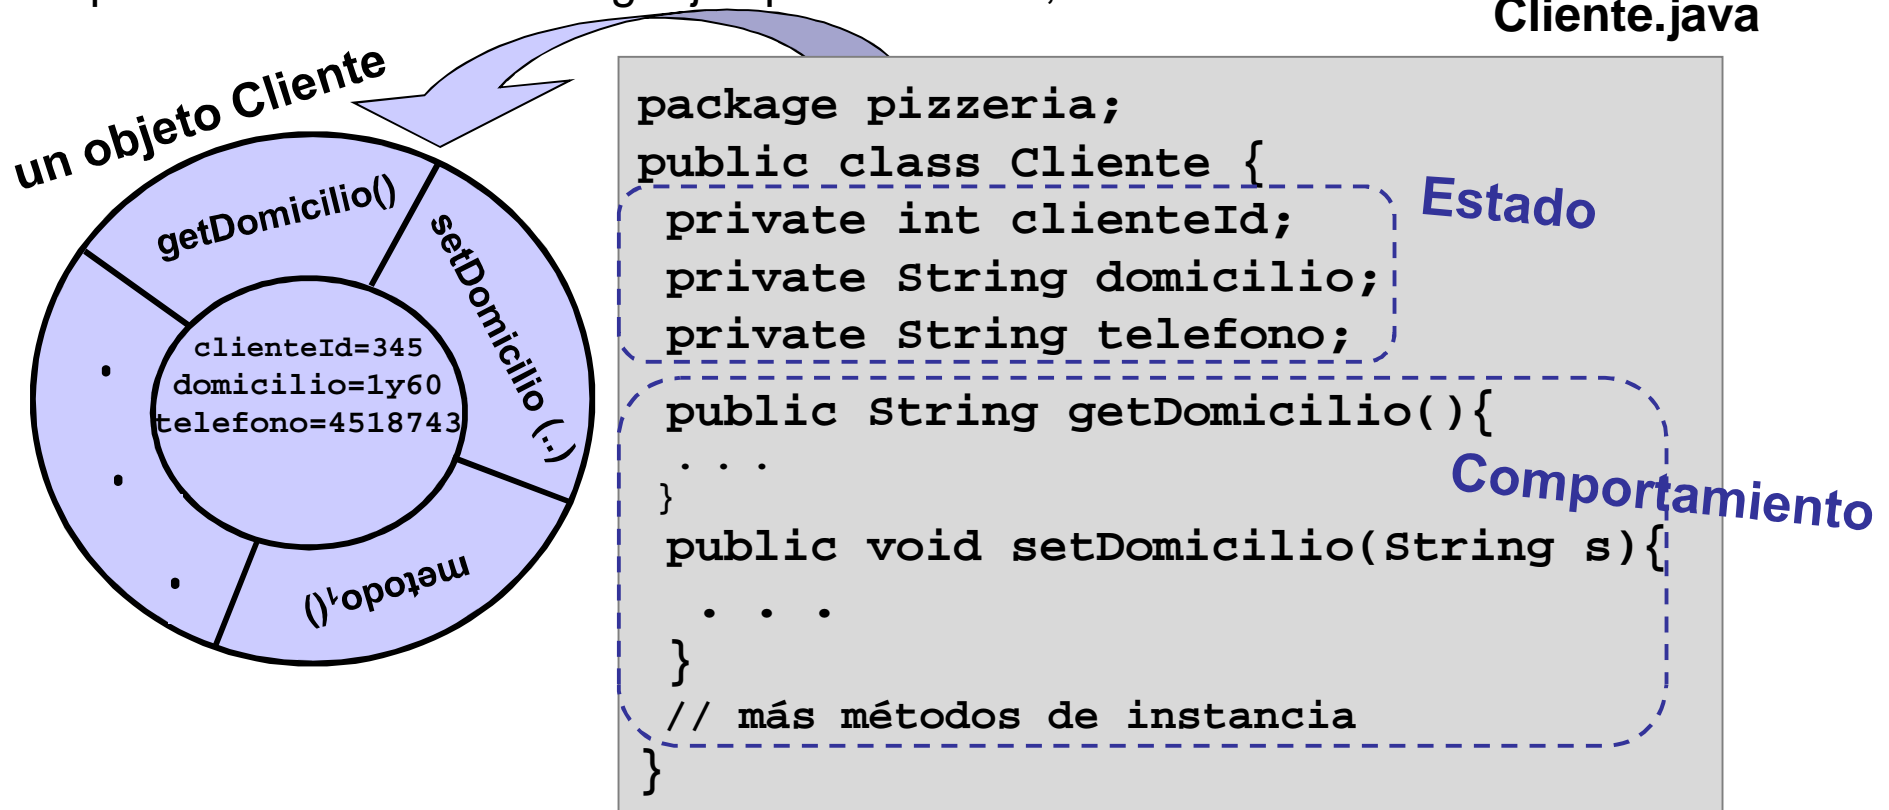 Cliente.java
un objeto Cliente
getDomicilio()
setDomicilio (..)
clienteId=345
domicilio=1y60
telefono=4518743
metodo1()
.
.
.
package pizzeria;
public class Cliente {
private int clienteId;
private String domicilio;
private String telefono;
Estado
public String getDomicilio(){
. . .
}
Comportamiento
public void setDomicilio(String s){
. . .
}
// más métodos de instancia
}